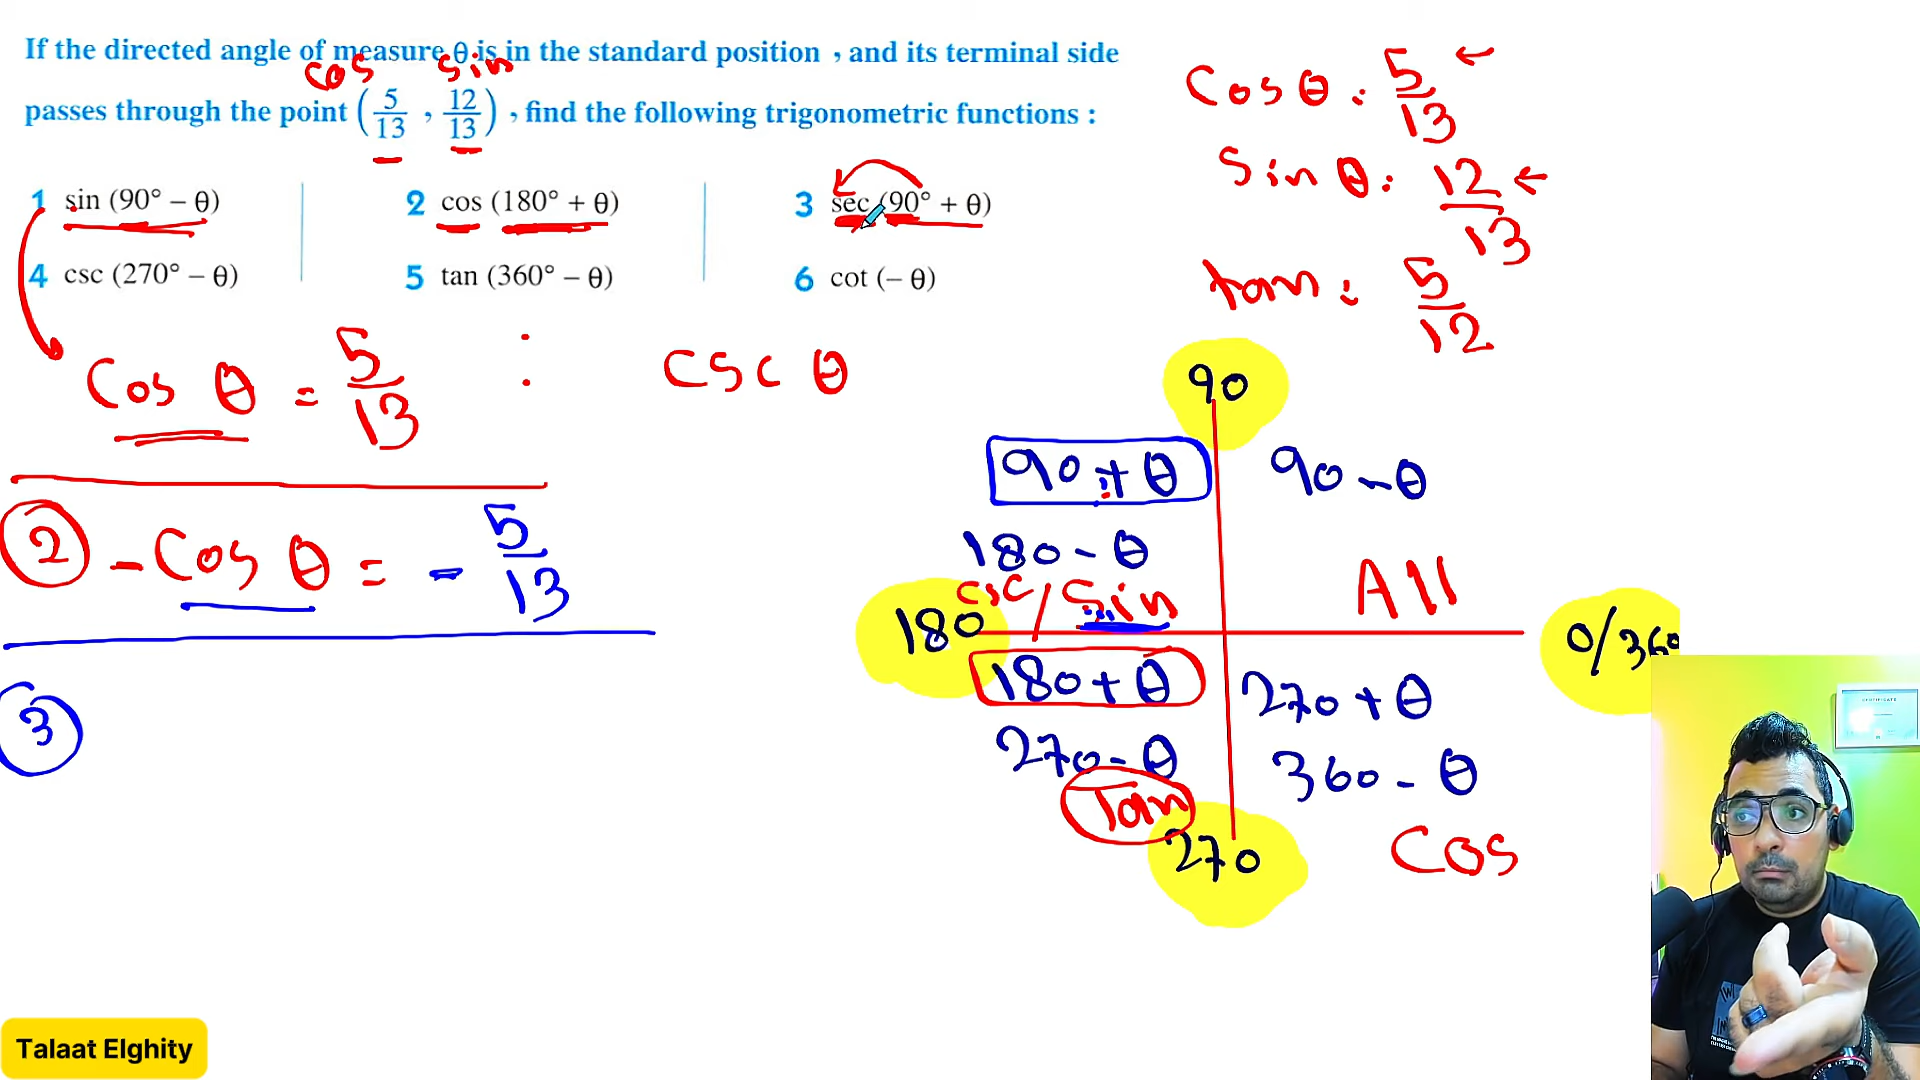 If the directed angle of measure θ is in the standard position , and its terminal side
cos sin
passes through the point (5/13 , 12/13) , find the following trigonometric functions :
1 sin (90° – θ)
2 cos (180° + θ)
3 sec (90° + θ)
4 csc (270° – θ)
5 tan (360° – θ)
6 cot (– θ)
Cos θ : 5/13 ←
Sin θ : 12/13 ←
tan : 5/12
Cos θ = 5/13
:
csc θ
2 - Cos θ = - 5/13
3
90
90 + θ
90 - θ
180 - θ
csc / Sin
All
180
0/360
180 + θ
270 + θ
270 - θ
360 - θ
Tan
270
Cos
CERTIFICATE
Talaat Elghity